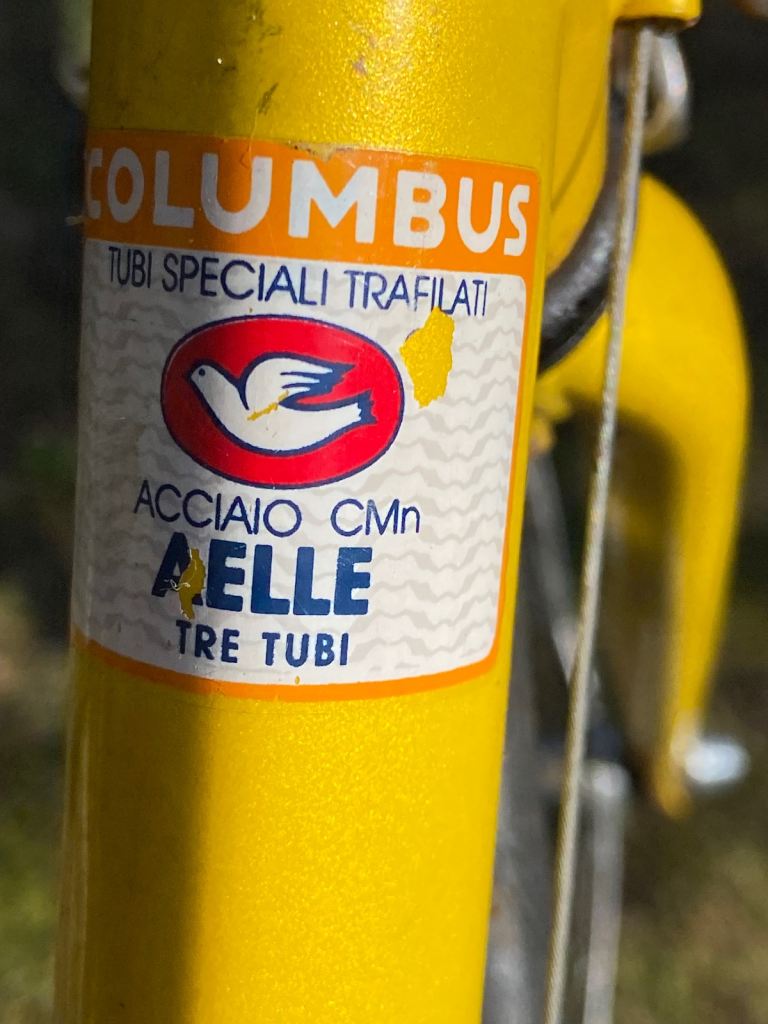 COLUMBUS
TUBI SPECIALI TRAFILATI
ACCIAIO CMn
AELLE
TRE TUBI